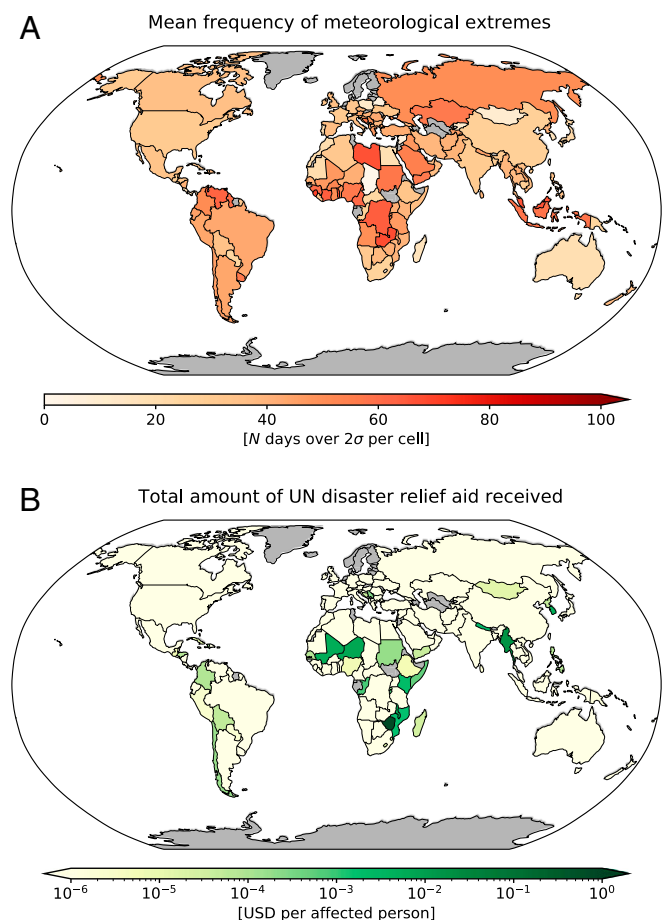 A
Mean frequency of meteorological extremes
0 20 40 60 80 100
[N days over 2σ per cell]
B
Total amount of UN disaster relief aid received
10⁻⁶ 10⁻⁵ 10⁻⁴ 10⁻³ 10⁻² 10⁻¹ 10⁰
[USD per affected person]